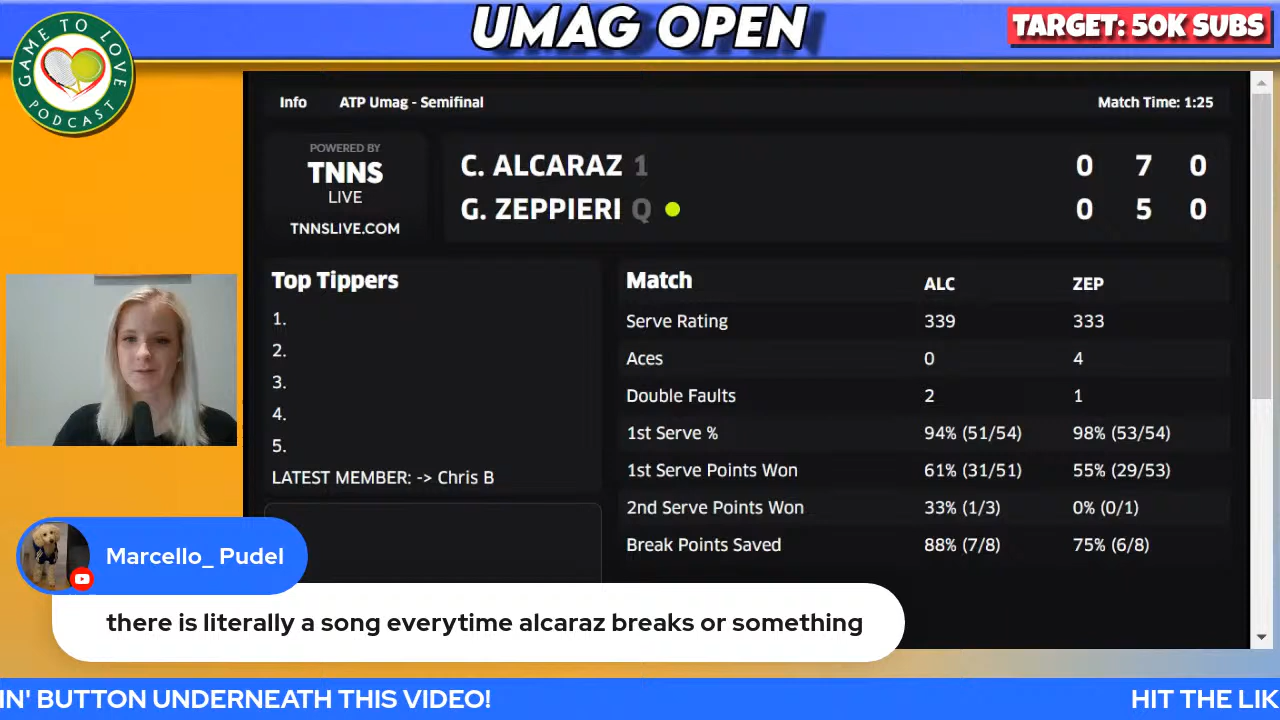 GAME TO LOVE
PODCAST
UMAG OPEN
TARGET: 50K SUBS
Info ATP Umag - Semifinal Match Time: 1:25
POWERED BY
TNNS
LIVE
TNNSLIVE.COM
C. ALCARAZ 1 0 7 0
G. ZEPPIERI Q 0 5 0
Top Tippers
1.
2.
3.
4.
5.
LATEST MEMBER: -> Chris B
Match ALC ZEP
Serve Rating 339 333
Aces 0 4
Double Faults 2 1
1st Serve % 94% (51/54) 98% (53/54)
1st Serve Points Won 61% (31/51) 55% (29/53)
2nd Serve Points Won 33% (1/3) 0% (0/1)
Break Points Saved 88% (7/8) 75% (6/8)
Marcello_ Pudel
there is literally a song everytime alcaraz breaks or something
IN' BUTTON UNDERNEATH THIS VIDEO! HIT THE LIK